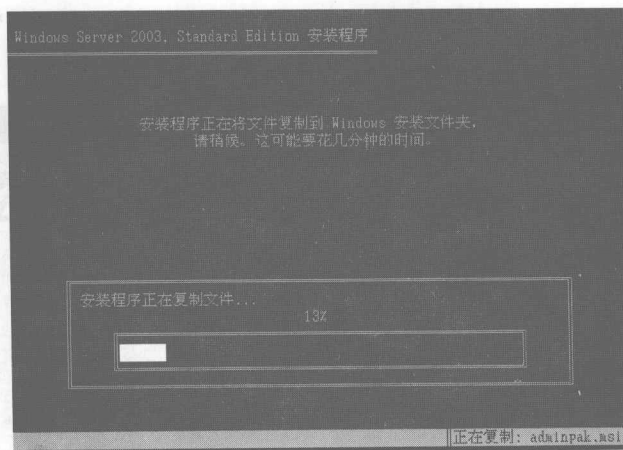 Windows Server 2003, Standard Edition 安装程序
安装程序正在将文件复制到 Windows 安装文件夹,
请稍候。这可能要花几分钟的时间。
安装程序正在复制文件...
13%
正在复制: adminpak.msi